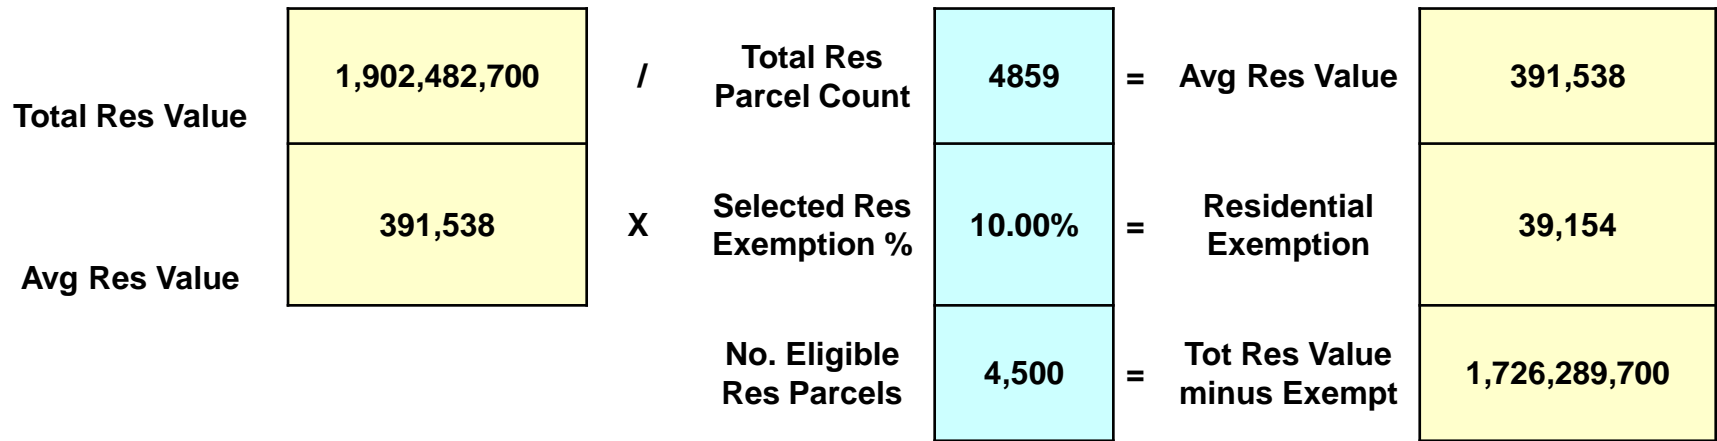 Total Res Value
1,902,482,700
/
Total Res
Parcel Count
4859
=
Avg Res Value
391,538
Avg Res Value
391,538
X
Selected Res
Exemption %
10.00%
=
Residential
Exemption
39,154
No. Eligible
Res Parcels
4,500
=
Tot Res Value
minus Exempt
1,726,289,700